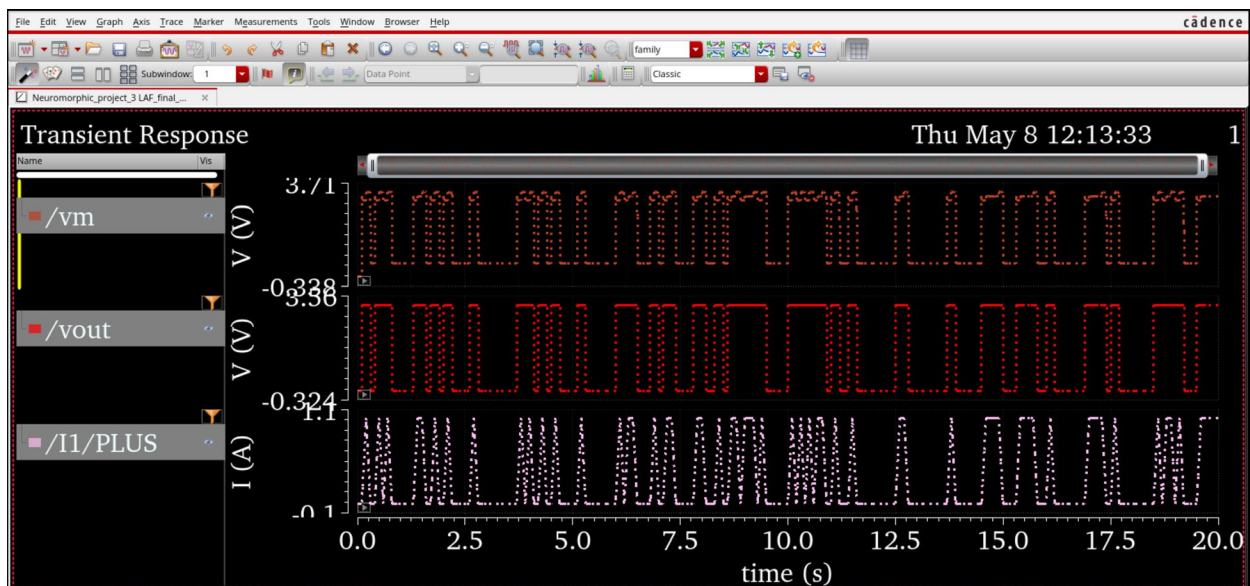 File Edit View Graph Axis Trace Marker Measurements Tools Window Browser Help
cādence
family
Subwindow: 1
Data Point
Classic
Neuromorphic_project_3 LAF_final_...
Transient Response
Thu May 8 12:13:33
1
Name Vis
/vm
V (V)
3.71
-0.338
/vout
V (V)
3.36
-0.324
/I1/PLUS
I (A)
1.1
-0.1
0.0 2.5 5.0 7.5 10.0 12.5 15.0 17.5 20.0
time (s)